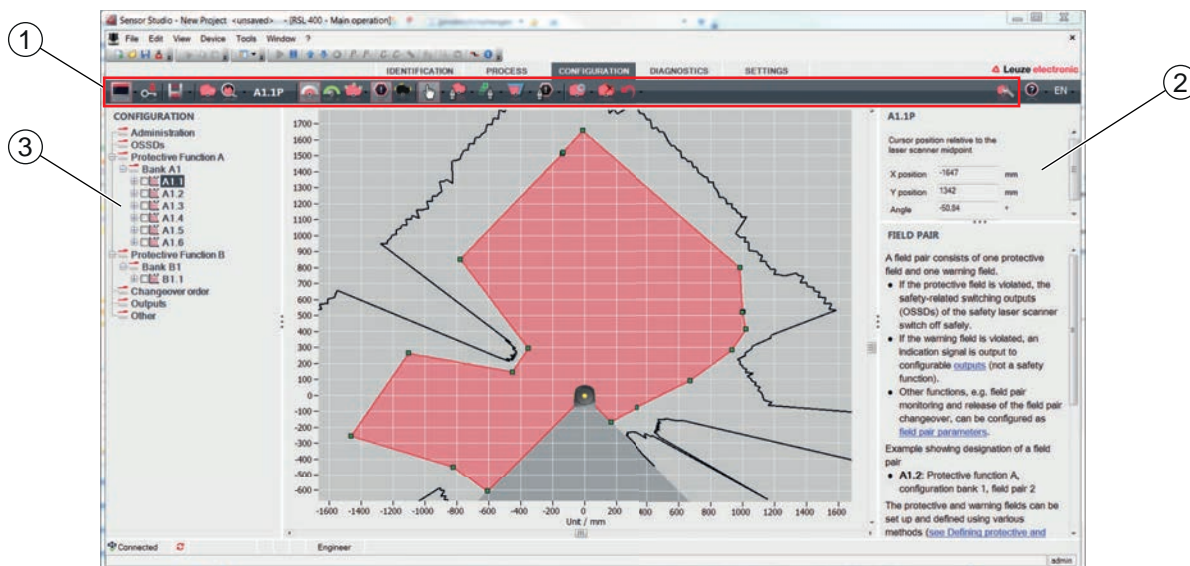 1
2
3
Sensor Studio - New Project <unsaved> - [RSL 400 - Main operation]
File Edit View Device Tools Window ?
IDENTIFICATION PROCESS CONFIGURATION DIAGNOSTICS SETTINGS
Leuze electronic
A1.1P
EN
CONFIGURATION
Administration
OSSDs
Protective Function A
Bank A1
A1.1
A1.2
A1.3
A1.4
A1.5
A1.6
Protective Function B
Bank B1
B1.1
Changeover order
Outputs
Other
1700
1600
1500
1400
1300
1200
1100
1000
900
800
700
600
500
400
300
200
100
0
-100
-200
-300
-400
-500
-600
-1600 -1400 -1200 -1000 -800 -600 -400 -200 0 200 400 600 800 1000 1200 1400 1600
Unt / mm
A1.1P
Cursor position relative to the
laser scanner midpoint
X position -1647 mm
Y position 1342 mm
Angle -50.84 °
FIELD PAIR
A field pair consists of one protective
field and one warning field.
• If the protective field is violated, the
safety-related switching outputs
(OSSDs) of the safety laser scanner
switch off safely.
• If the warning field is violated, an
indication signal is output to
configurable outputs (not a safety
function).
• Other functions, e.g. field pair
monitoring and release of the field pair
changeover, can be configured as
field pair parameters.
Example showing designation of a field
pair
• A1.2: Protective function A,
configuration bank 1, field pair 2
The protective and warning fields can be
set up and defined using various
methods (see Defining protective and
Connected
Engineer
admin